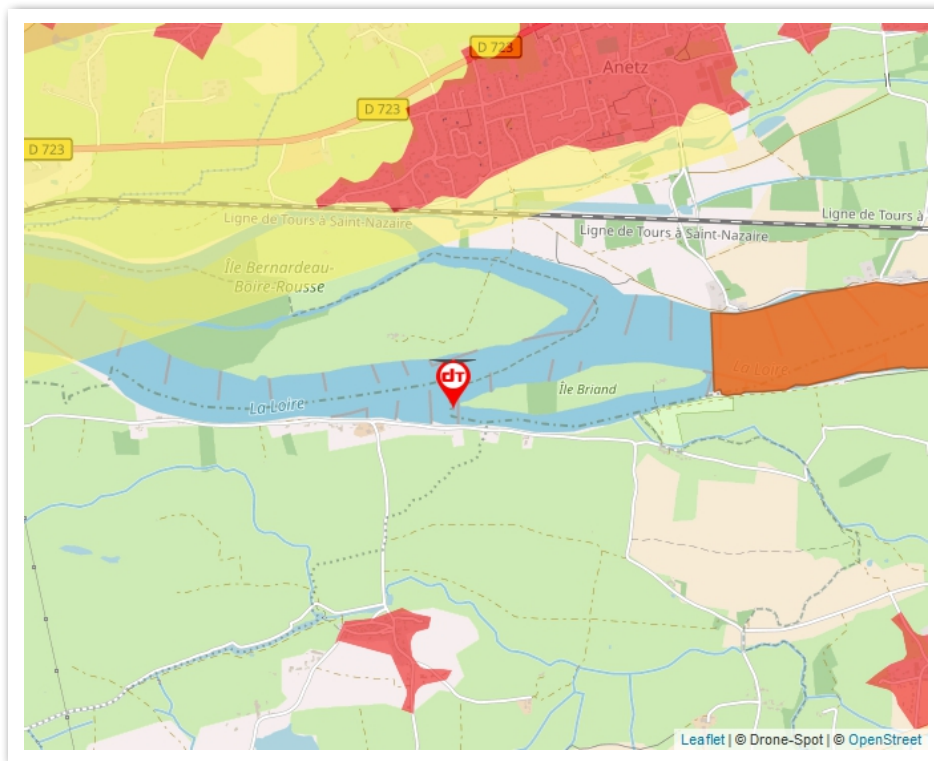 D 723
Anetz
D 723
D 723
Ligne de Tours à Saint-Nazaire
Ligne de Tours à
Ligne de Tours à Saint-Nazaire
Île Bernardeau-
Boire-Rousse
La Loire
dT
Île Briand
La Loire
Leaflet | © Drone-Spot | © OpenStreet